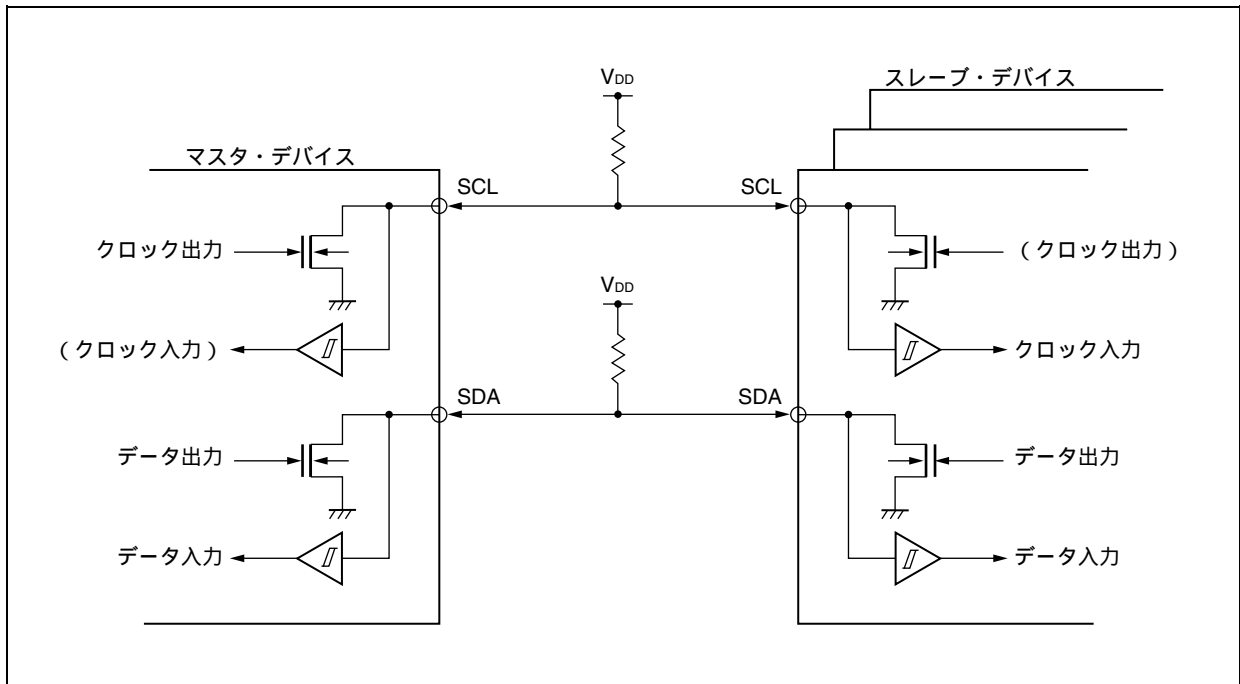 VDD
スレーブ・デバイス
マスタ・デバイス
SCL
SCL
クロック出力
(クロック出力)
VDD
(クロック入力)
クロック入力
SDA
SDA
データ出力
データ出力
データ入力
データ入力